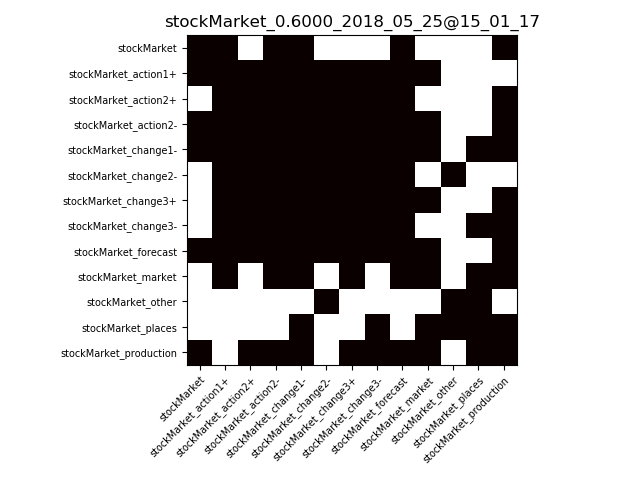 stockMarket_0.6000_2018_05_25@15_01_17
stockMarket
stockMarket_action1+
stockMarket_action2+
stockMarket_action2-
stockMarket_change1-
stockMarket_change2-
stockMarket_change3+
stockMarket_change3-
stockMarket_forecast
stockMarket_market
stockMarket_other
stockMarket_places
stockMarket_production
stockMarket
stockMarket_action1+
stockMarket_action2+
stockMarket_action2-
stockMarket_change1-
stockMarket_change2-
stockMarket_change3+
stockMarket_change3-
stockMarket_forecast
stockMarket_market
stockMarket_other
stockMarket_places
stockMarket_production